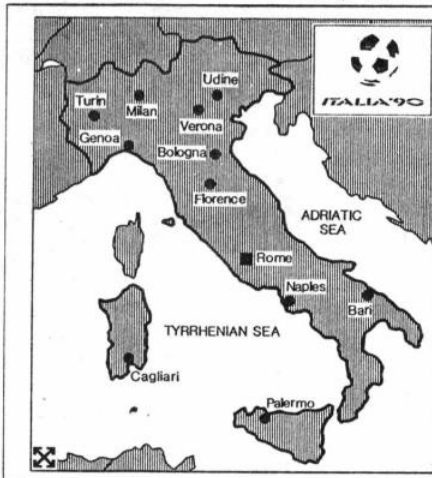 ITALIA'90
Udine
Turin
Milan
Verona
Genoa
Bologna
Florence
ADRIATIC
SEA
Rome
Naples
Bari
TYRRHENIAN SEA
Cagliari
Palermo